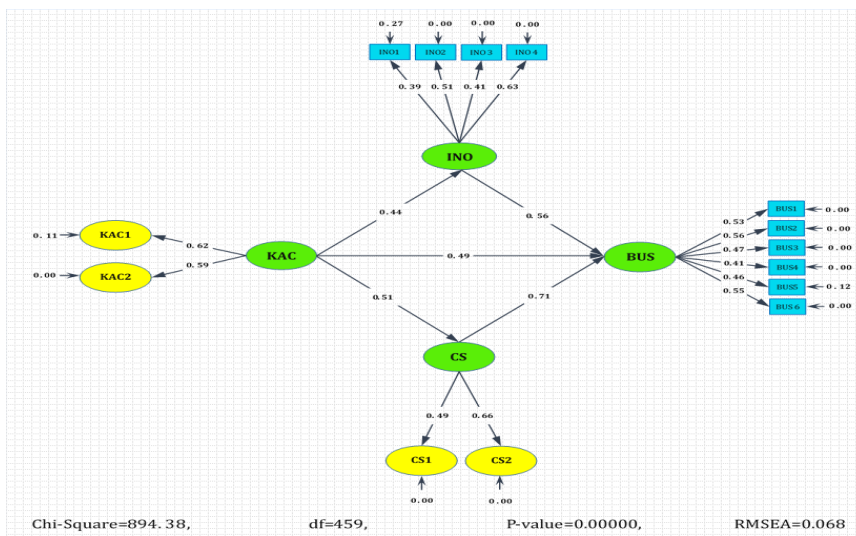 0.27 0.00 0.00 0.00
INO1 INO2 INO 3 INO 4
0.39 0.51 0.41 0.63
INO
0.44 0.56
KAC1
0.11
0.62
KAC2
0.00
0.59
KAC
0.49
BUS
0.53 BUS1 0.00
0.56 BUS2 0.00
0.47 BUS3 0.00
0.41 BUS4 0.00
0.46 BUS5 0.12
0.55 BUS 6 0.00
0.51 0.71
CS
0.49 0.66
CS1 CS2
0.00 0.00
Chi-Square=894.38, df=459, P-value=0.00000, RMSEA=0.068